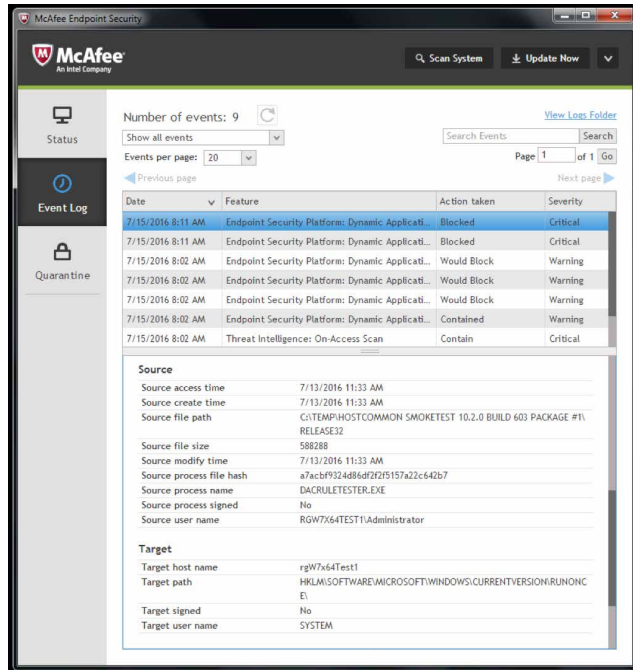 McAfee Endpoint Security
McAfee
An Intel Company
Scan System
Update Now
Status
Event Log
Quarantine
Number of events: 9
View Logs Folder
Show all events
Search Events
Search
Events per page: 20
Page 1 of 1 Go
Previous page
Next page
Date Feature Action taken Severity
7/15/2016 8:11 AM Endpoint Security Platform: Dynamic Applicati... Blocked Critical
7/15/2016 8:11 AM Endpoint Security Platform: Dynamic Applicati... Blocked Critical
7/15/2016 8:02 AM Endpoint Security Platform: Dynamic Applicati... Would Block Warning
7/15/2016 8:02 AM Endpoint Security Platform: Dynamic Applicati... Would Block Warning
7/15/2016 8:02 AM Endpoint Security Platform: Dynamic Applicati... Would Block Warning
7/15/2016 8:02 AM Endpoint Security Platform: Dynamic Applicati... Contained Warning
7/15/2016 8:02 AM Threat Intelligence: On-Access Scan Contain Critical
Source
Source access time 7/13/2016 11:33 AM
Source create time 7/13/2016 11:33 AM
Source file path C:\TEMP\HOSTCOMMON SMOKETEST 10.2.0 BUILD 603 PACKAGE #1\
RELEASE32
Source file size 588288
Source modify time 7/13/2016 11:33 AM
Source process file hash a7acbf9324d86df2f2f5157a22c642b7
Source process name DACRULETESTER.EXE
Source process signed No
Source user name RGW7X64TEST1\Administrator
Target
Target host name rgW7x64Test1
Target path HKLM\SOFTWARE\MICROSOFT\WINDOWS\CURRENTVERSION\RUNONC
E\
Target signed No
Target user name SYSTEM